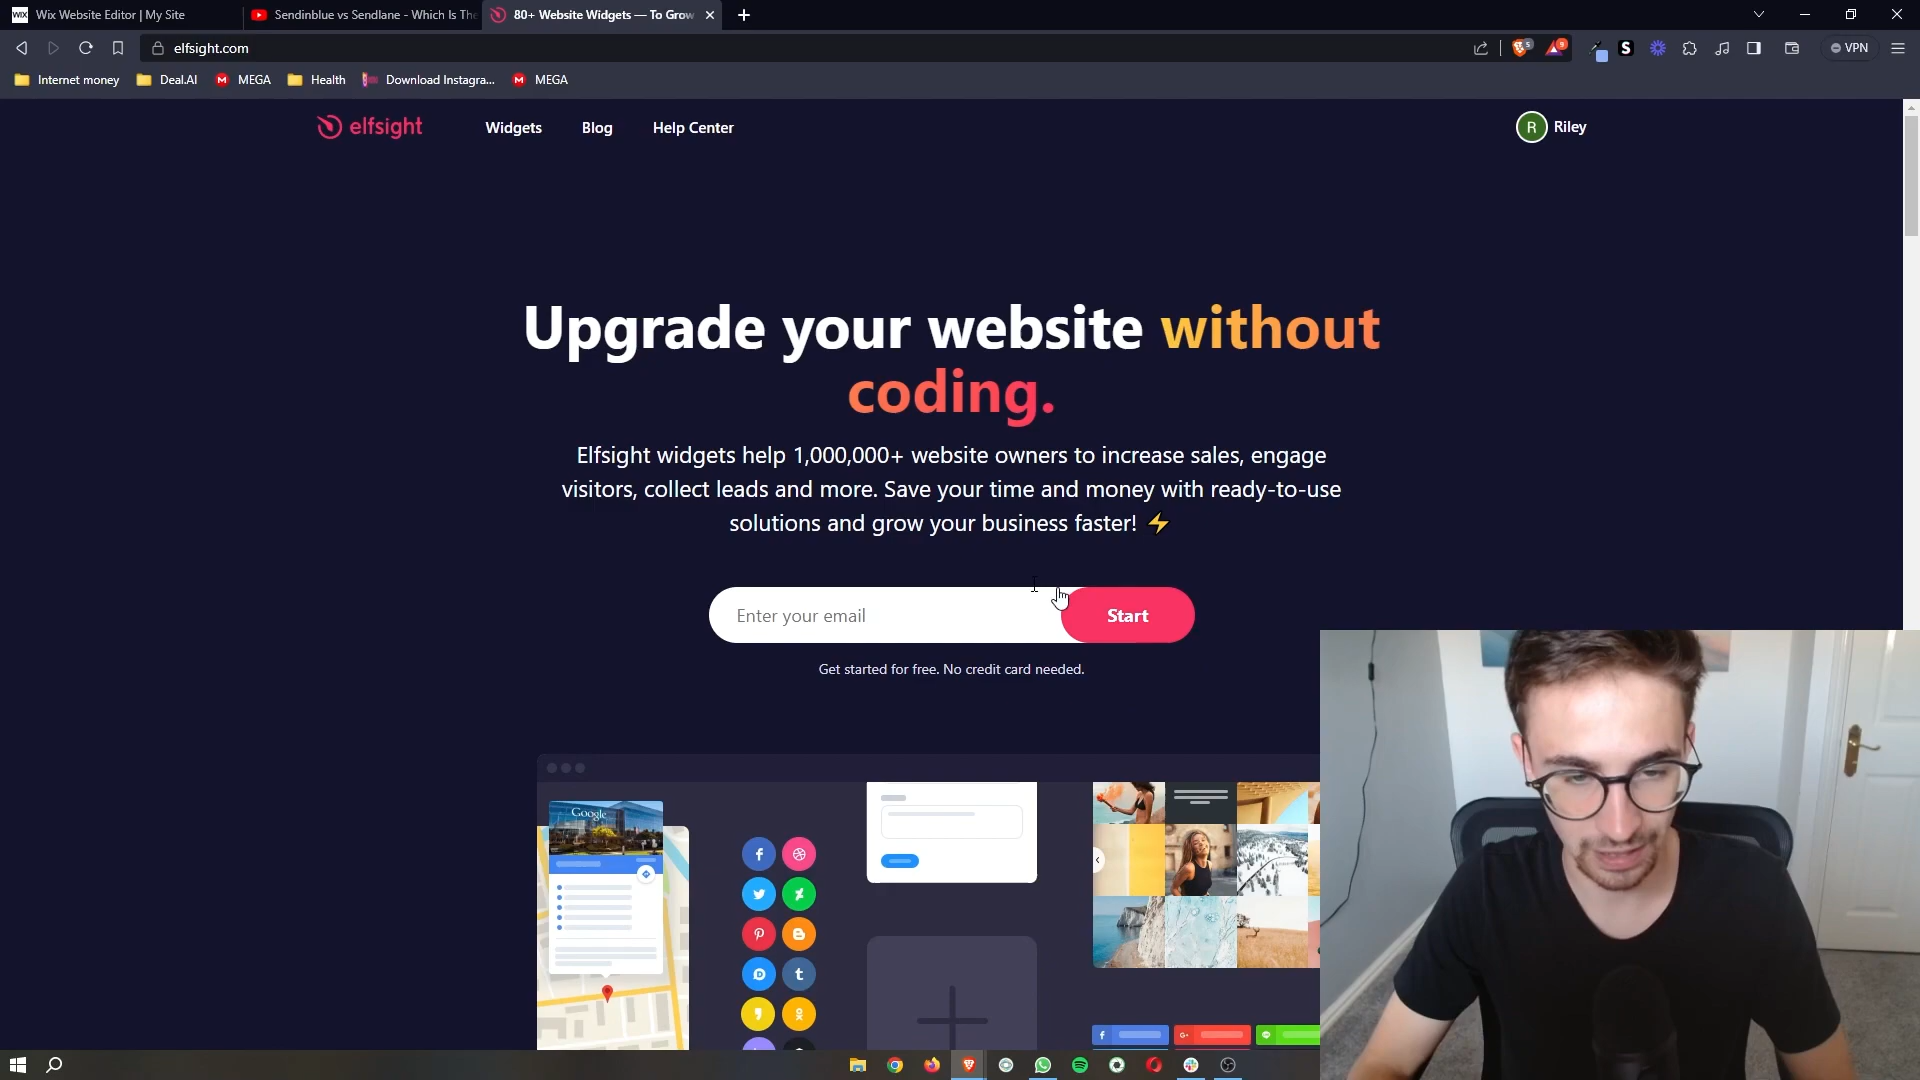 WIX Wix Website Editor | My Site
Sendinblue vs Sendlane - Which Is The
80+ Website Widgets — To Grow
elfsight.com
VPN
Internet money
Deal.AI
MEGA
Health
Download Instagra...
MEGA
elfsight
Widgets
Blog
Help Center
R Riley
Upgrade your website without
coding.
Elfsight widgets help 1,000,000+ website owners to increase sales, engage
visitors, collect leads and more. Save your time and money with ready-to-use
solutions and grow your business faster! ⚡
Enter your email
Start
Get started for free. No credit card needed.
Google